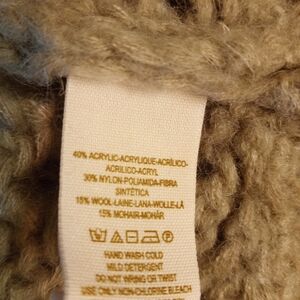 40% ACRYLIC-ACRYLIQUE-ACRÍLICO-
ACRILICO-ACRYL
30% NYLON-POLIAMIDA-FIBRA
SINTÉTICA
15% WOOL-LAINE-LANA-WOLLE-LÃ
15% MOHAIR-MOHÂR
HAND WASH COLD
MILD DETERGENT
DO NOT WRING OR TWIST
USE ONLY NON-CHLORINE BLEACH